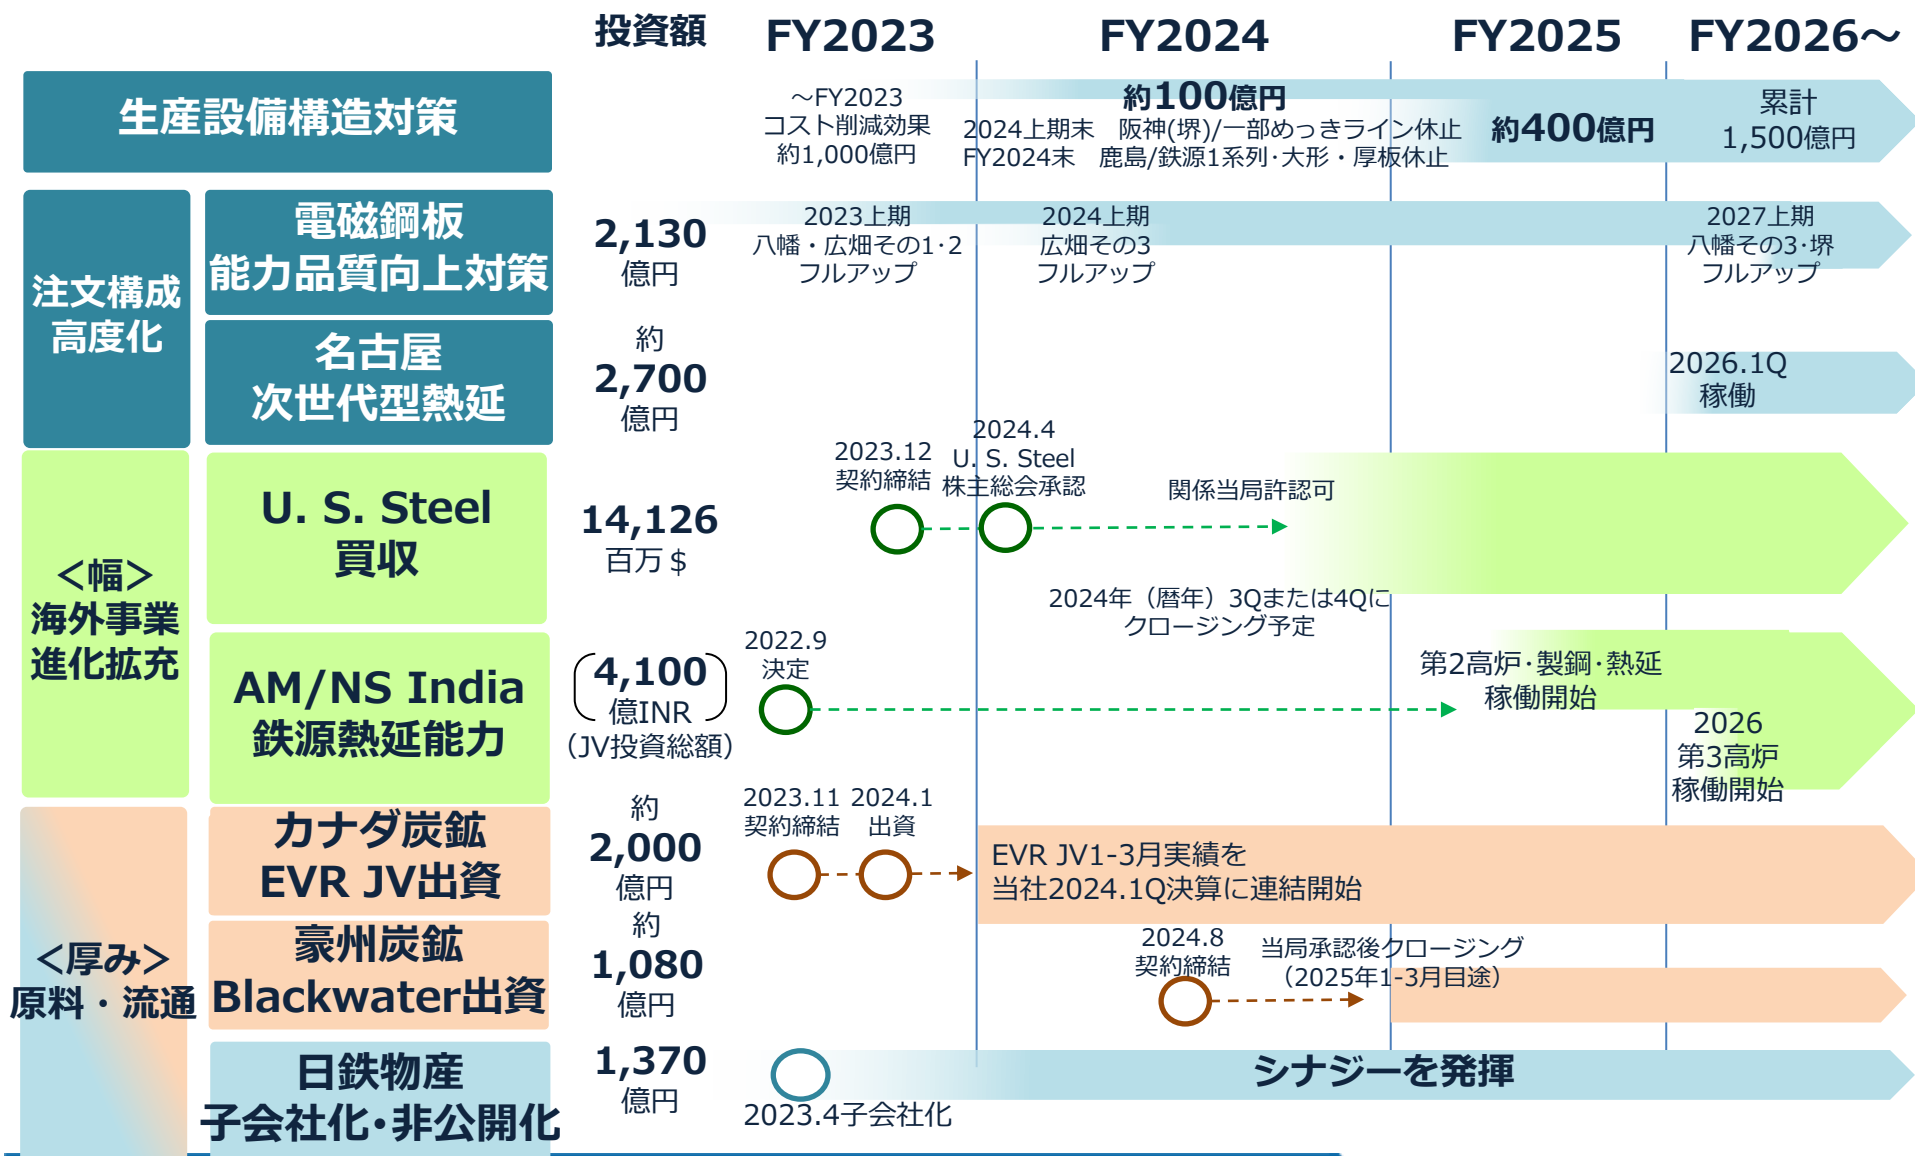 投資額 FY2023 FY2024 FY2025 FY2026～
生産設備構造対策
～FY2023
コスト削減効果
約1,000億円
約100億円
2024上期末 阪神(堺)/一部めっきライン休止
FY2024末 鹿島/鉄源1系列･大形・厚板休止
約400億円
累計
1,500億円
注文構成
高度化
電磁鋼板
能力品質向上対策
2,130
億円
2023上期
八幡・広畑その1･2
フルアップ
2024上期
広畑その3
フルアップ
2027上期
八幡その3･堺
フルアップ
名古屋
次世代型熱延
約
2,700
億円
2026.1Q
稼働
＜幅＞
海外事業
進化拡充
U. S. Steel
買収
14,126
百万＄
2023.12
契約締結
2024.4
U. S. Steel
株主総会承認
関係当局許認可
2024年（暦年）3Qまたは4Qに
クロージング予定
AM/NS India
鉄源熱延能力
4,100
億INR
（JV投資総額）
2022.9
決定
第2高炉･製鋼･熱延
稼働開始
2026
第3高炉
稼働開始
＜厚み＞
原料・流通
カナダ炭鉱
EVR JV出資
約
2,000
億円
2023.11
契約締結
2024.1
出資
EVR JV1-3月実績を
当社2024.1Q決算に連結開始
豪州炭鉱
Blackwater出資
約
1,080
億円
2024.8
契約締結
当局承認後クロージング
（2025年1-3月目途）
日鉄物産
子会社化･非公開化
1,370
億円
2023.4子会社化
シナジーを発揮